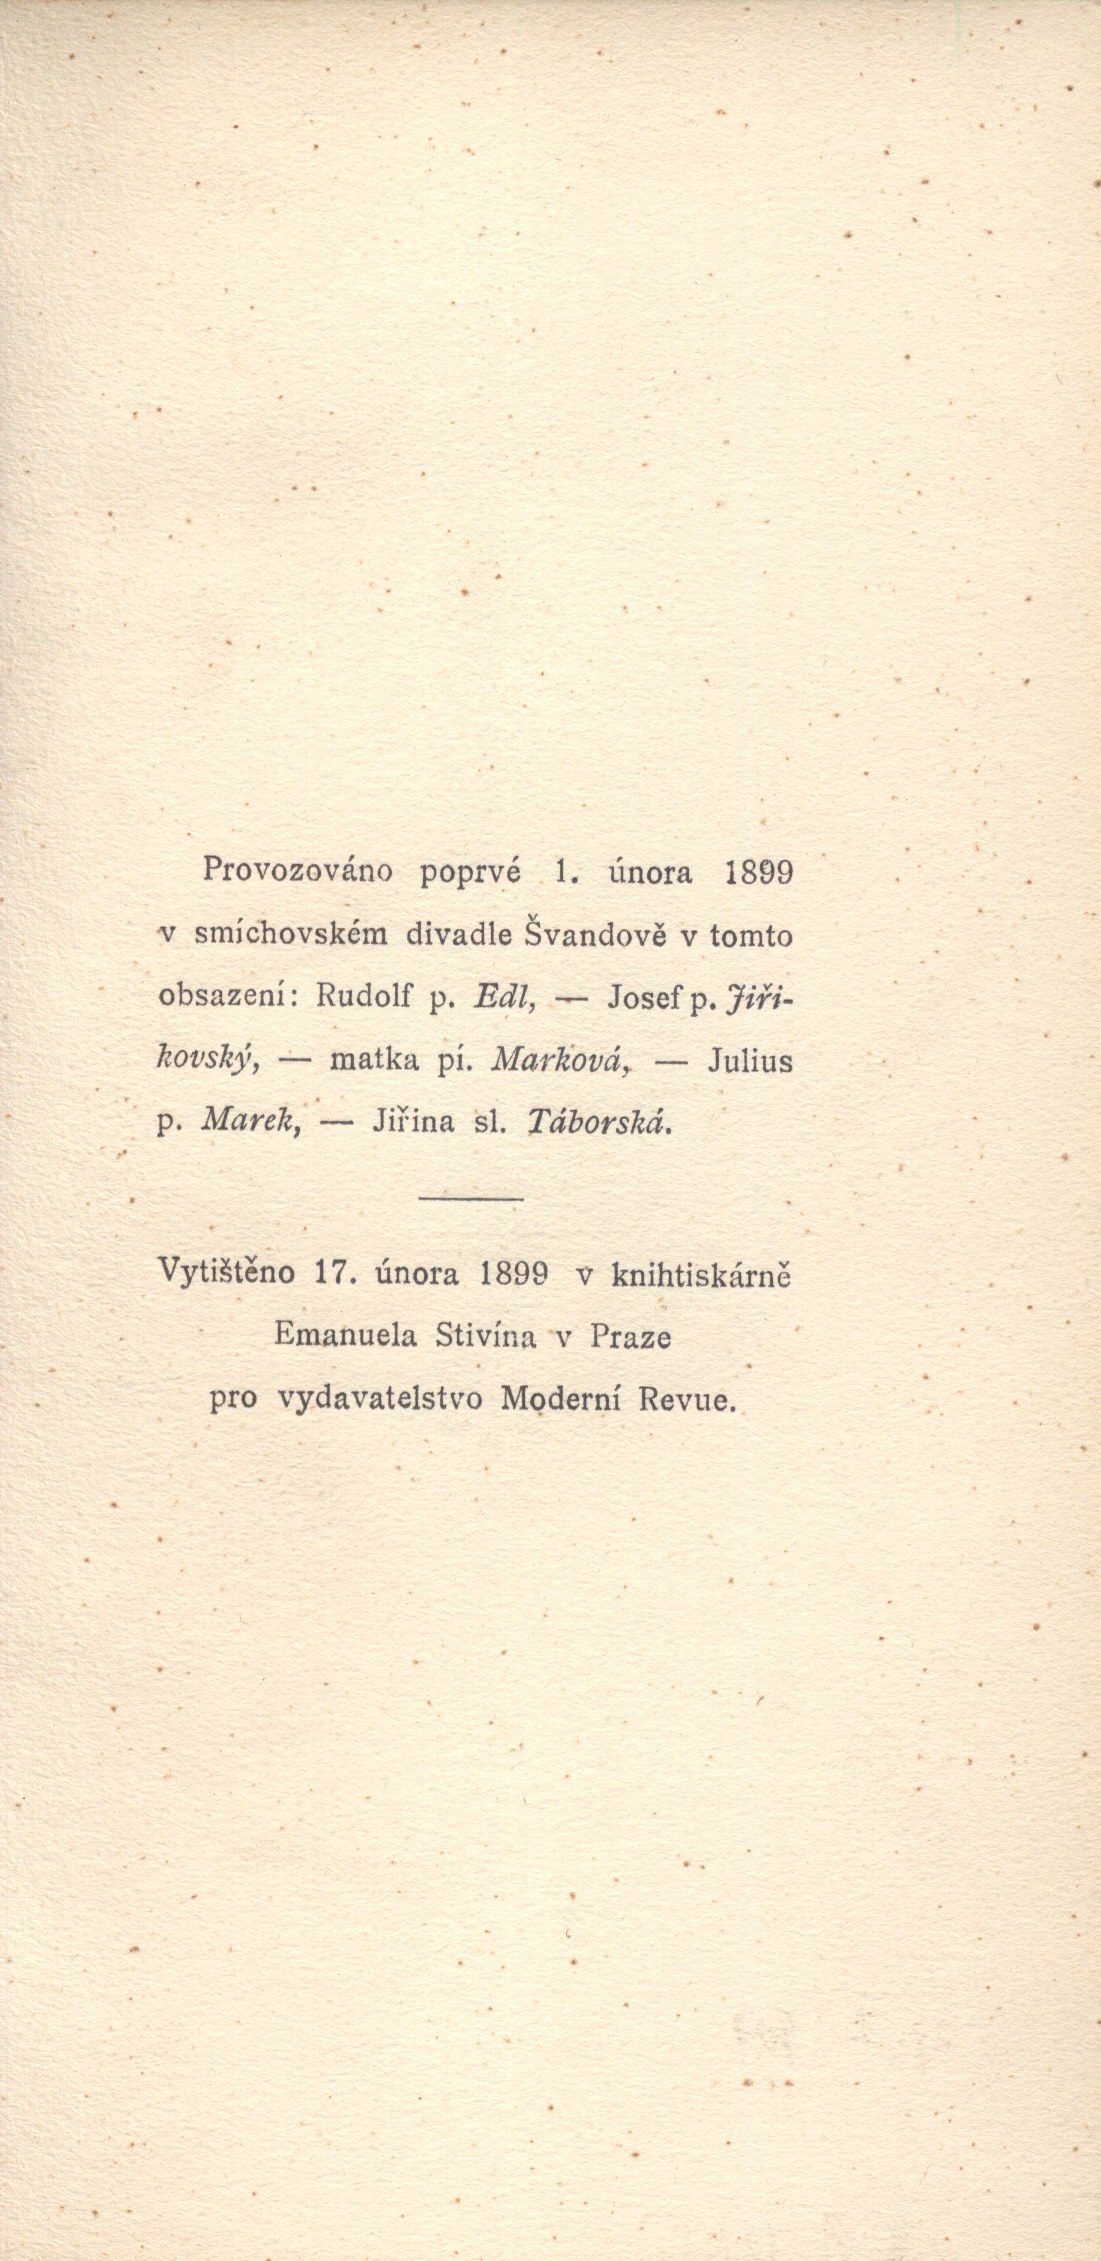 Provozováno poprvé 1. února 1899
v smíchovském divadle Švandově v tomto
obsazení: Rudolf p. Edl, — Josef p. Jiři-
kovský, — matka pí. Marková, — Julius
p. Marek, — Jiřina sl. Táborská.
Vytištěno 17. února 1899 v knihtiskárně
Emanuela Stivína v Praze
pro vydavatelstvo Moderní Revue.